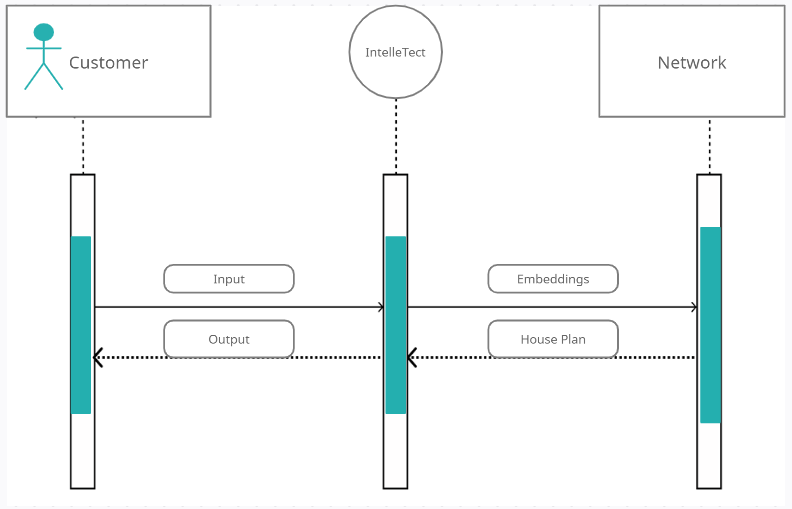 Customer
IntelleTect
Network
Input
Embeddings
Output
House Plan